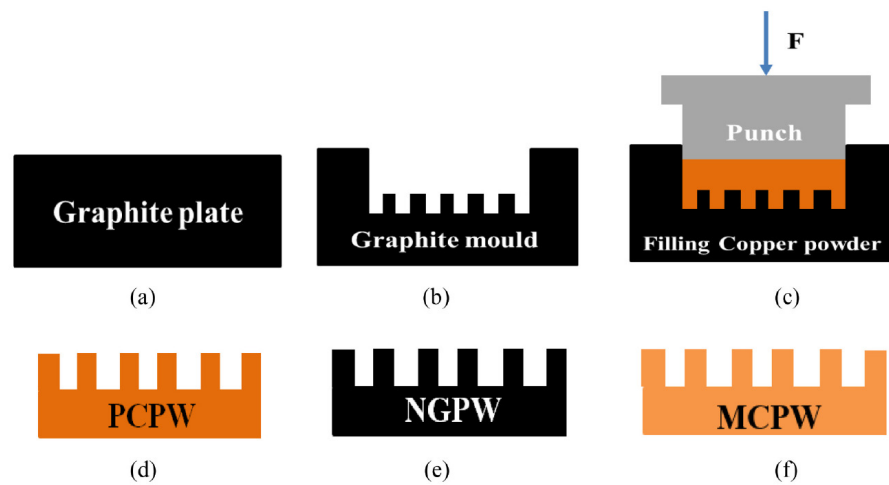 F
Punch
Graphite plate
Graphite mould
Filling Copper powder
(a)
(b)
(c)
PCPW
NGPW
MCPW
(d)
(e)
(f)